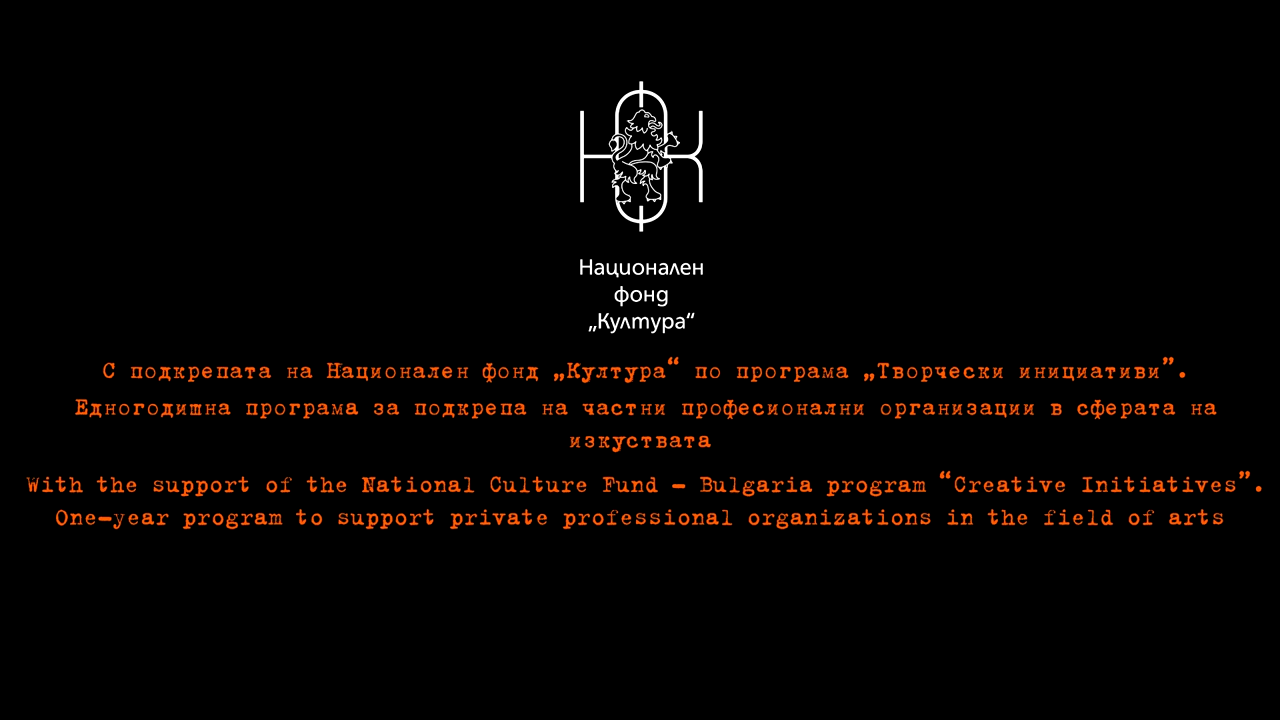 НФК
Национален
фонд
„Култура“
С подкрепата на Национален фонд „Култура“ по програма „Творчески инициативи”.
Едногодишна програма за подкрепа на частни професионални организации в сферата на
изкуствата
With the support of the National Culture Fund – Bulgaria program “Creative Initiatives”.
One-year program to support private professional organizations in the field of arts